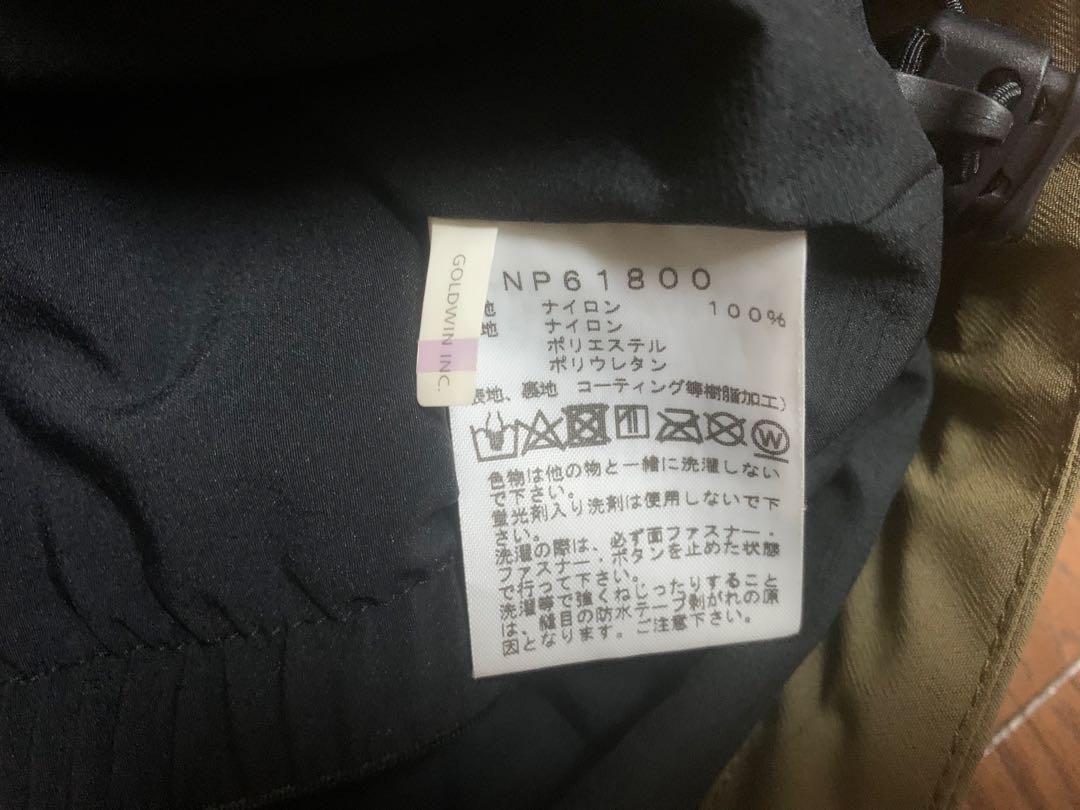 GOLDWIN INC.
NP61800
地 ナイロン 100%
地 ナイロン
ポリエステル
ポリウレタン
表地、裏地 コーティング等樹脂加工)
W
色物は他の物と一緒に洗濯しない
で下さい。
蛍光剤入り洗剤は使用しないで下
さい。
洗濯の際は、必ず面ファスナー・
ファスナー・ボタンを止めた状態
で行って下さい。
洗濯等で強くねじったりすること
は、縫目の防水テープ剥がれの原
因となります。ご注意下さい。